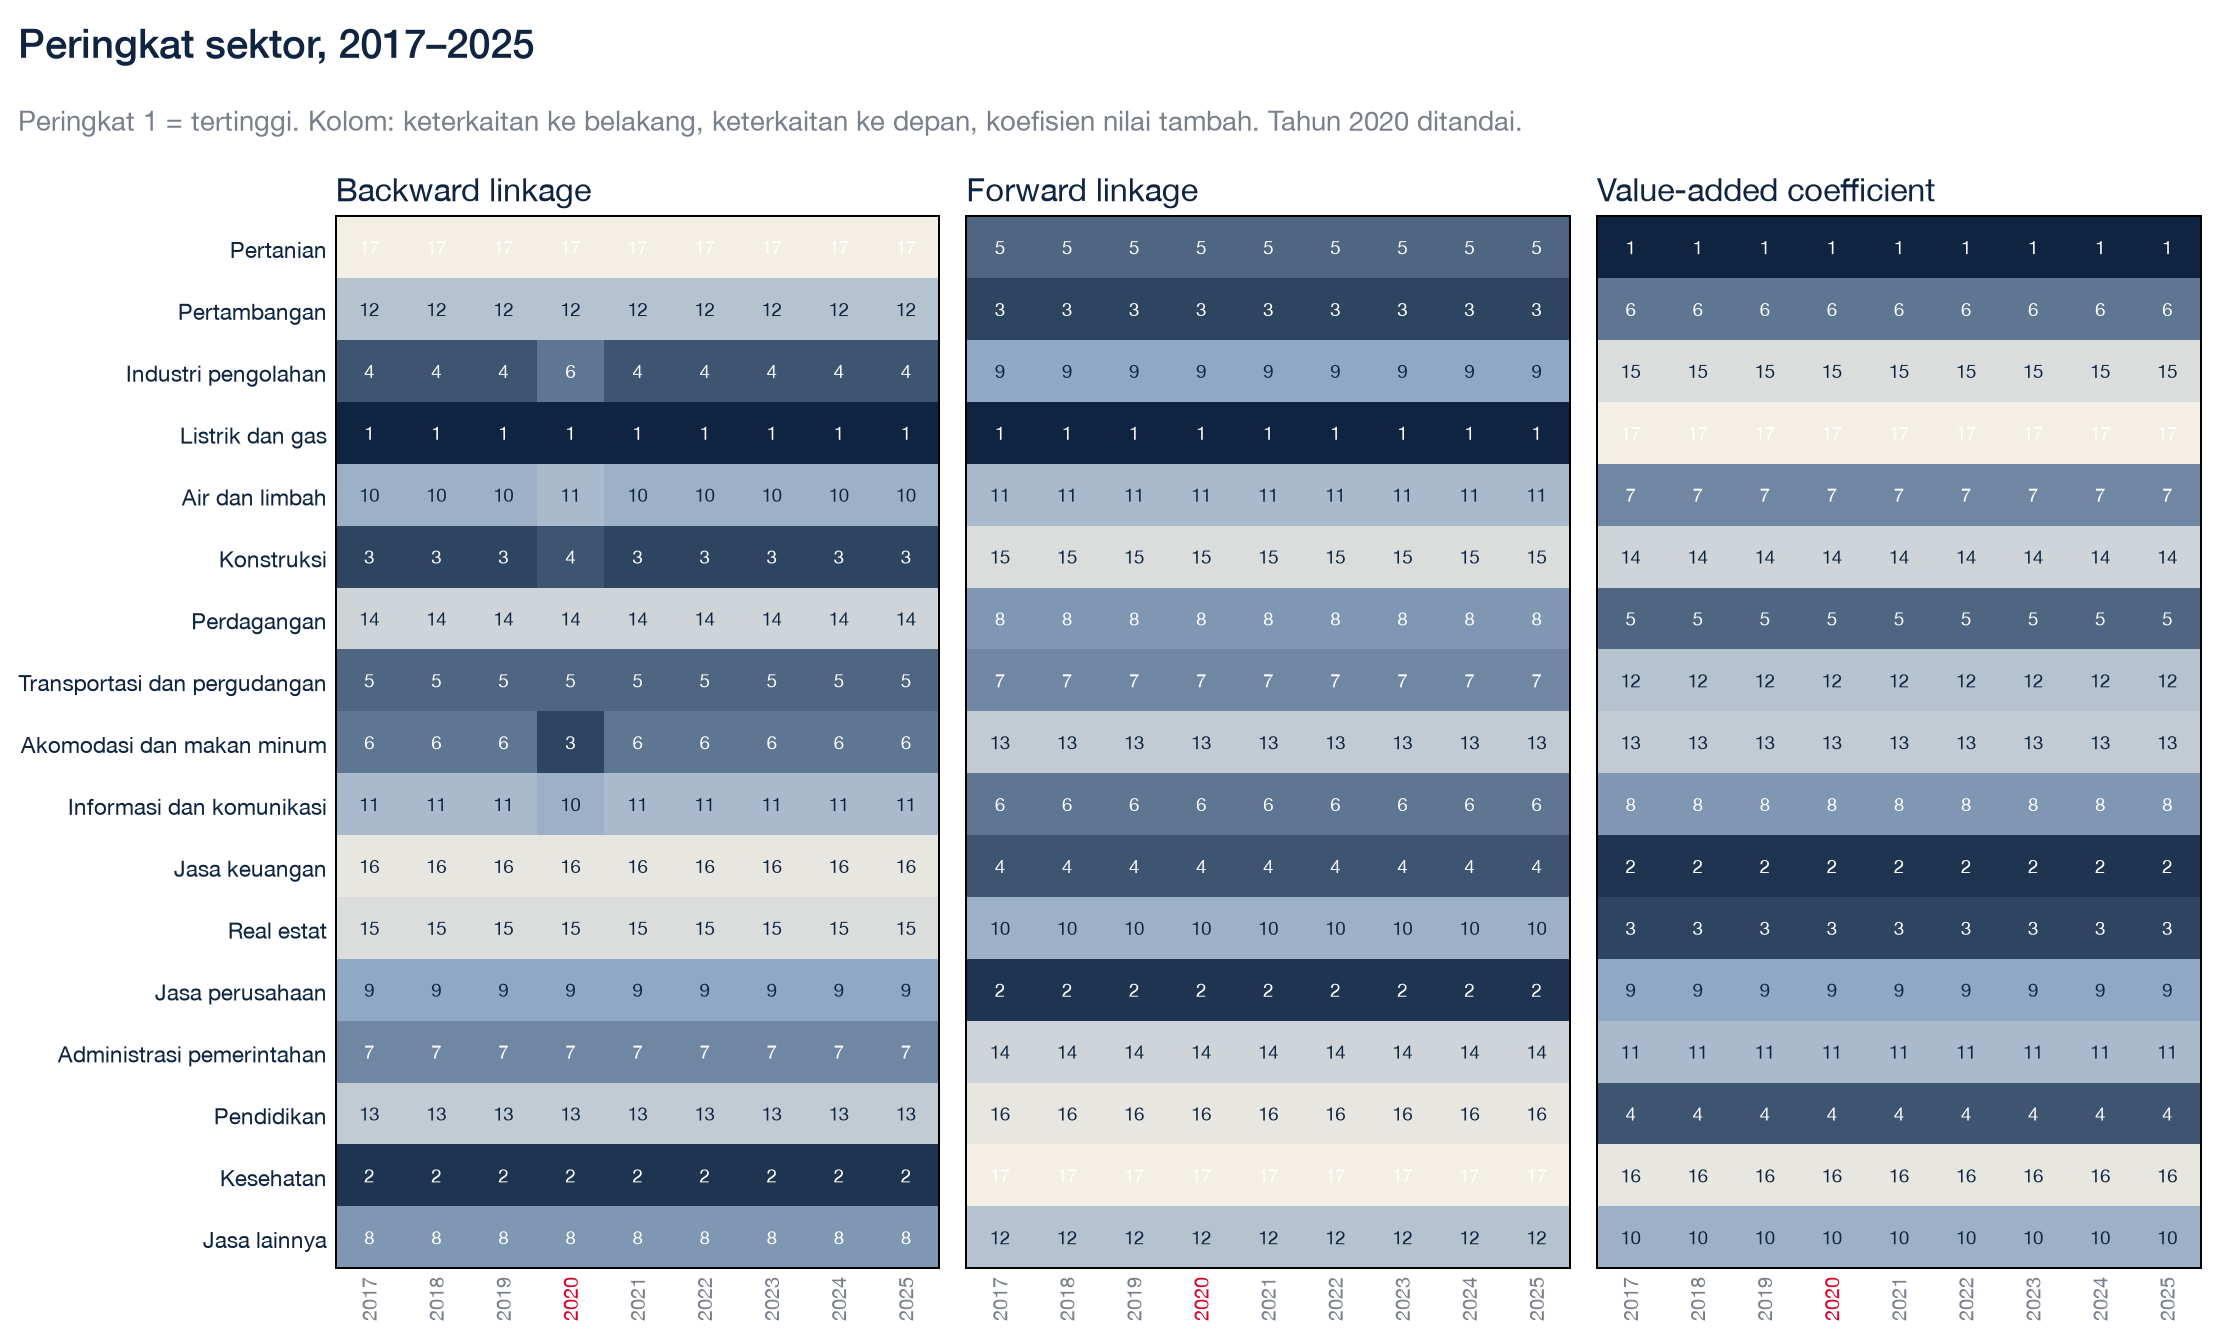 Peringkat sektor, 2017–2025
Peringkat 1 = tertinggi. Kolom: keterkaitan ke belakang, keterkaitan ke depan, koefisien nilai tambah. Tahun 2020 ditandai.
Backward linkage Forward linkage Value-added coefficient
Pertanian 17 17 17 17 17 17 17 17 17 5 5 5 5 5 5 5 5 5 1 1 1 1 1 1 1 1 1
Pertambangan 12 12 12 12 12 12 12 12 12 3 3 3 3 3 3 3 3 3 6 6 6 6 6 6 6 6 6
Industri pengolahan 4 4 4 6 4 4 4 4 4 9 9 9 9 9 9 9 9 9 15 15 15 15 15 15 15 15 15
Listrik dan gas 1 1 1 1 1 1 1 1 1 1 1 1 1 1 1 1 1 1 17 17 17 17 17 17 17 17 17
Air dan limbah 10 10 10 11 10 10 10 10 10 11 11 11 11 11 11 11 11 11 7 7 7 7 7 7 7 7 7
Konstruksi 3 3 3 4 3 3 3 3 3 15 15 15 15 15 15 15 15 15 14 14 14 14 14 14 14 14 14
Perdagangan 14 14 14 14 14 14 14 14 14 8 8 8 8 8 8 8 8 8 5 5 5 5 5 5 5 5 5
Transportasi dan pergudangan 5 5 5 5 5 5 5 5 5 7 7 7 7 7 7 7 7 7 12 12 12 12 12 12 12 12 12
Akomodasi dan makan minum 6 6 6 3 6 6 6 6 6 13 13 13 13 13 13 13 13 13 13 13 13 13 13 13 13 13 13
Informasi dan komunikasi 11 11 11 10 11 11 11 11 11 6 6 6 6 6 6 6 6 6 8 8 8 8 8 8 8 8 8
Jasa keuangan 16 16 16 16 16 16 16 16 16 4 4 4 4 4 4 4 4 4 2 2 2 2 2 2 2 2 2
Real estat 15 15 15 15 15 15 15 15 15 10 10 10 10 10 10 10 10 10 3 3 3 3 3 3 3 3 3
Jasa perusahaan 9 9 9 9 9 9 9 9 9 2 2 2 2 2 2 2 2 2 9 9 9 9 9 9 9 9 9
Administrasi pemerintahan 7 7 7 7 7 7 7 7 7 14 14 14 14 14 14 14 14 14 11 11 11 11 11 11 11 11 11
Pendidikan 13 13 13 13 13 13 13 13 13 16 16 16 16 16 16 16 16 16 4 4 4 4 4 4 4 4 4
Kesehatan 2 2 2 2 2 2 2 2 2 17 17 17 17 17 17 17 17 17 16 16 16 16 16 16 16 16 16
Jasa lainnya 8 8 8 8 8 8 8 8 8 12 12 12 12 12 12 12 12 12 10 10 10 10 10 10 10 10 10
2017 2018 2019 2020 2021 2022 2023 2024 2025 2017 2018 2019 2020 2021 2022 2023 2024 2025 2017 2018 2019 2020 2021 2022 2023 2024 2025